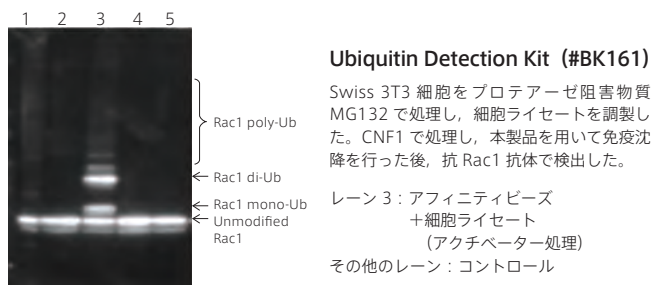 1 2 3 4 5
Rac1 poly-Ub
Rac1 di-Ub
Rac1 mono-Ub
Unmodified
Rac1
Ubiquitin Detection Kit（#BK161）
Swiss 3T3 細胞をプロテアーゼ阻害物質
MG132 で処理し，細胞ライセートを調製し
た。CNF1 で処理し，本製品を用いて免疫沈
降を行った後，抗 Rac1 抗体で検出した。
レーン 3：アフィニティビーズ
＋細胞ライセート
（アクチベーター処理）
その他のレーン：コントロール